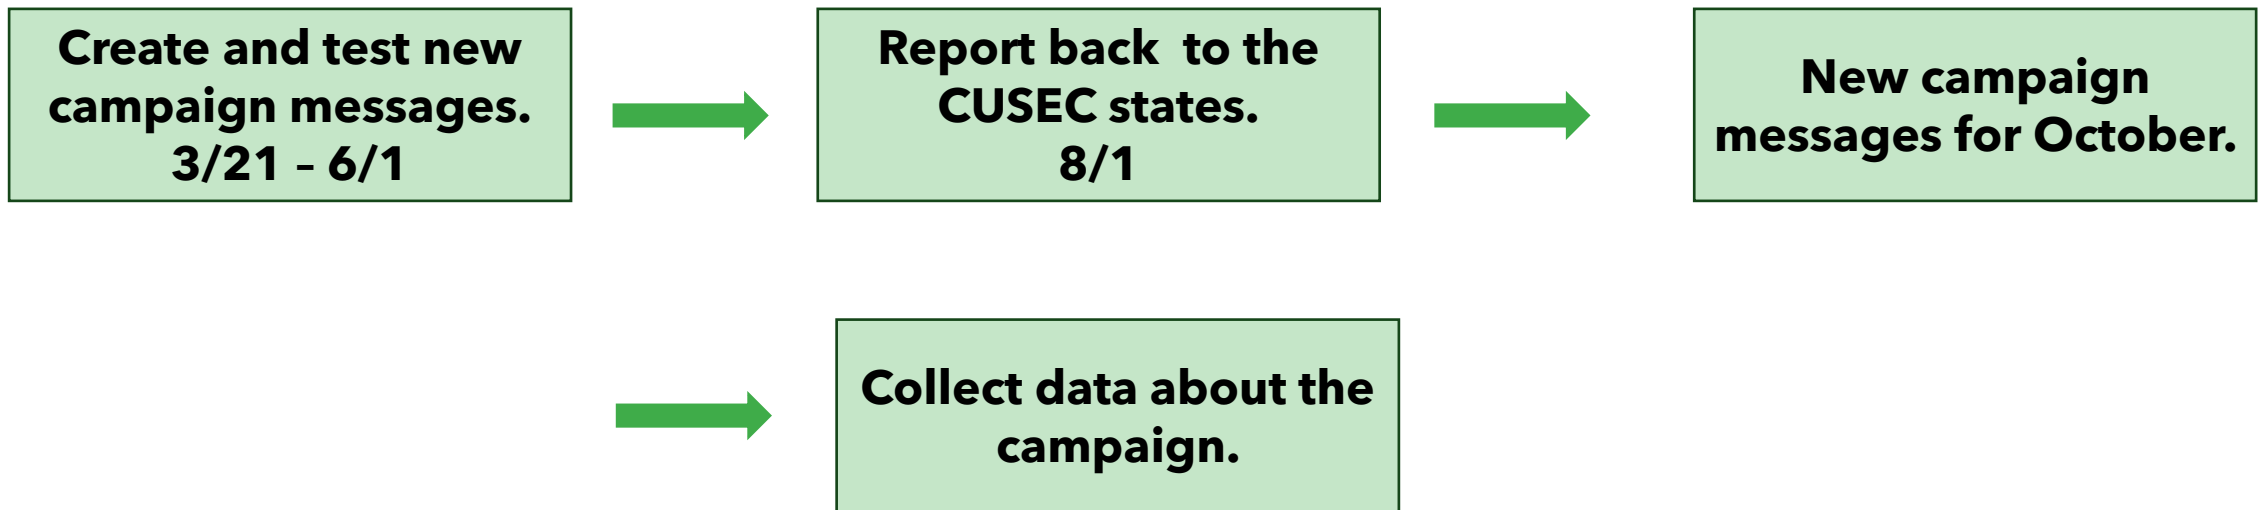 Create and test new
campaign messages.
3/21 – 6/1
Report back  to the
CUSEC states.
8/1
New campaign
messages for October.
Collect data about the
campaign.